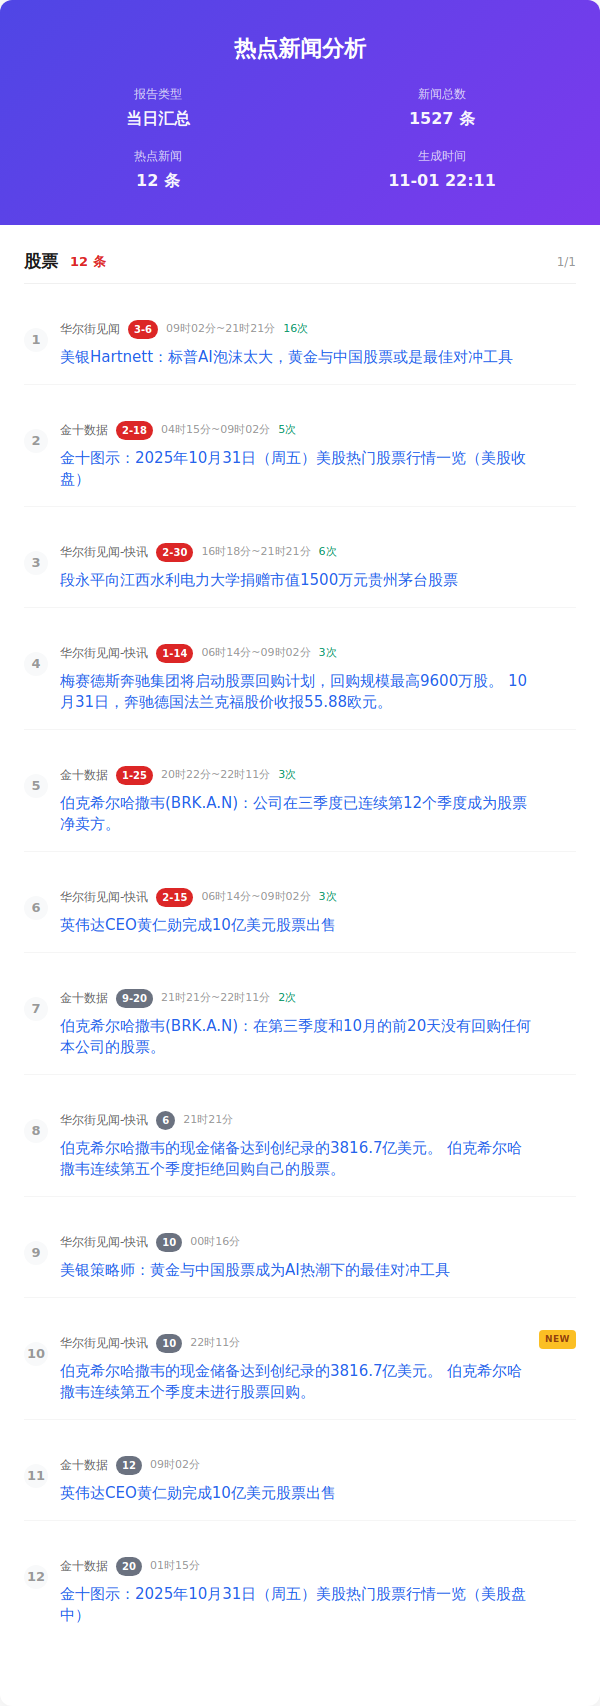 热点新闻分析
报告类型
新闻总数
当日汇总
1527 条
热点新闻
生成时间
12 条
11-01 22:11
股票 12 条 1/1
1 华尔街见闻 3-6 09时02分~21时21分 16次
美银Hartnett：标普AI泡沫太大，黄金与中国股票或是最佳对冲工具
2 金十数据 2-18 04时15分~09时02分 5次
金十图示：2025年10月31日（周五）美股热门股票行情一览（美股收
盘）
3 华尔街见闻-快讯 2-30 16时18分~21时21分 6次
段永平向江西水利电力大学捐赠市值1500万元贵州茅台股票
4 华尔街见闻-快讯 1-14 06时14分~09时02分 3次
梅赛德斯奔驰集团将启动股票回购计划，回购规模最高9600万股。 10
月31日，奔驰德国法兰克福股价收报55.88欧元。
5 金十数据 1-25 20时22分~22时11分 3次
伯克希尔哈撒韦(BRK.A.N)：公司在三季度已连续第12个季度成为股票
净卖方。
6 华尔街见闻-快讯 2-15 06时14分~09时02分 3次
英伟达CEO黄仁勋完成10亿美元股票出售
7 金十数据 9-20 21时21分~22时11分 2次
伯克希尔哈撒韦(BRK.A.N)：在第三季度和10月的前20天没有回购任何
本公司的股票。
8 华尔街见闻-快讯 6 21时21分
伯克希尔哈撒韦的现金储备达到创纪录的3816.7亿美元。 伯克希尔哈
撒韦连续第五个季度拒绝回购自己的股票。
9 华尔街见闻-快讯 10 00时16分
美银策略师：黄金与中国股票成为AI热潮下的最佳对冲工具
10 华尔街见闻-快讯 10 22时11分 NEW
伯克希尔哈撒韦的现金储备达到创纪录的3816.7亿美元。 伯克希尔哈
撒韦连续第五个季度未进行股票回购。
11 金十数据 12 09时02分
英伟达CEO黄仁勋完成10亿美元股票出售
12 金十数据 20 01时15分
金十图示：2025年10月31日（周五）美股热门股票行情一览（美股盘
中）